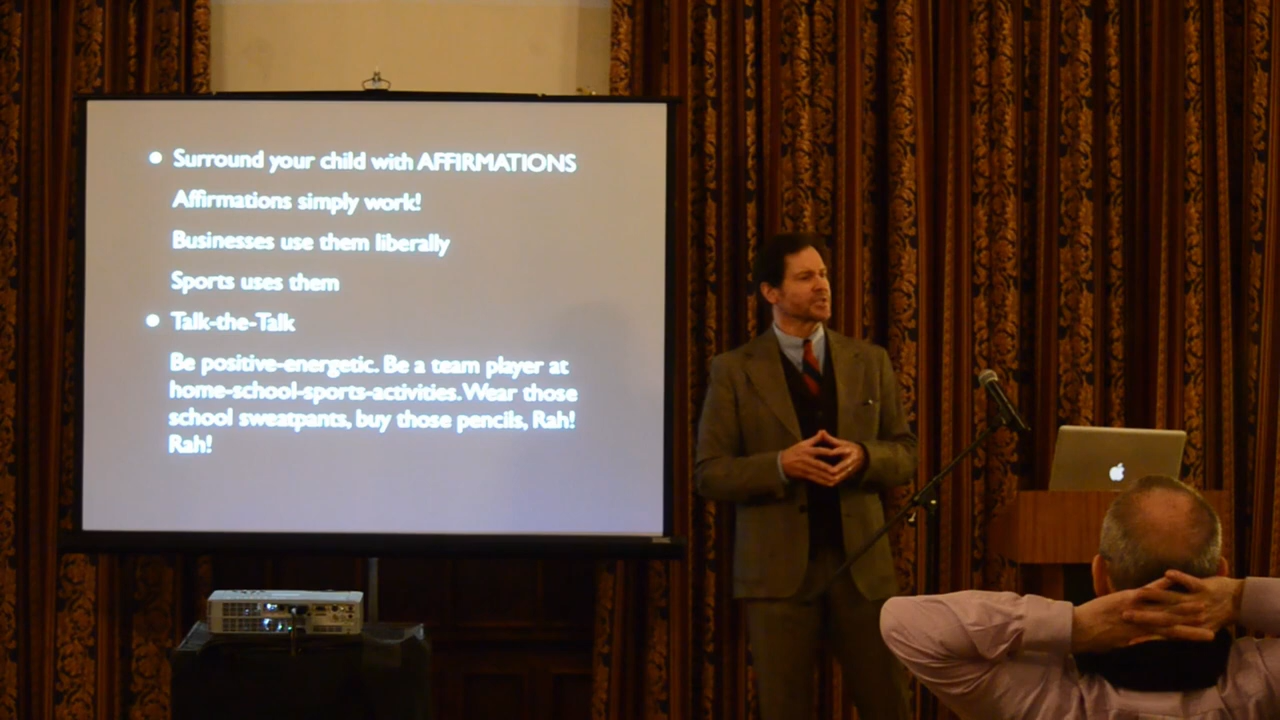 • Surround your child with AFFIRMATIONS
Affirmations simply work!
Businesses use them liberally
Sports uses them
• Talk-the-Talk
Be positive-energetic. Be a team player at
home-school-sports-activities. Wear those
school sweatpants, buy those pencils, Rah!
Rah!